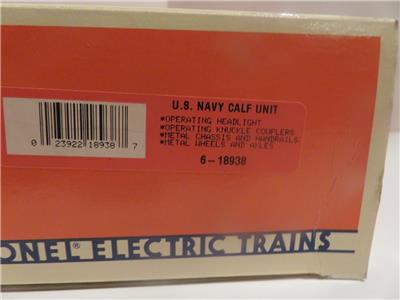 U.S. NAVY CALF UNIT
*OPERATING HEADLIGHT
*OPERATING KNUCKLE COUPLERS
*METAL CHASSIS AND HANDRAILS
*METAL WHEELS AND AXLES
6-18938
0 23922 18938 7
ONEL® ELECTRIC TRAINS